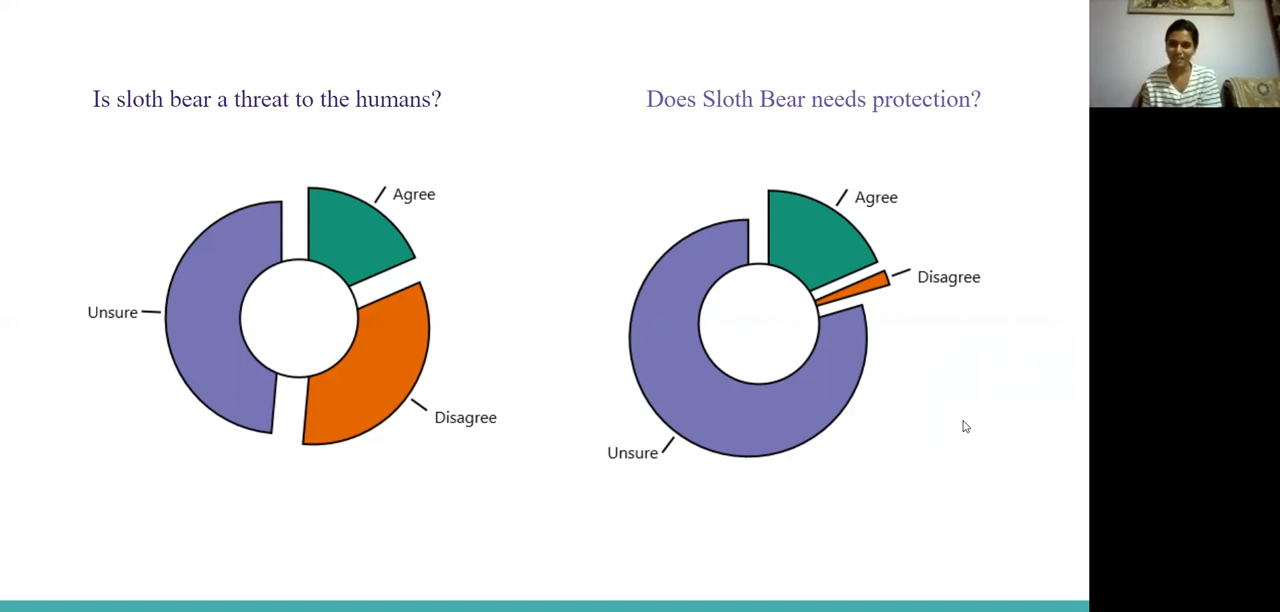 Is sloth bear a threat to the humans?
Does Sloth Bear needs protection?
Agree
Unsure
Disagree
Agree
Disagree
Unsure